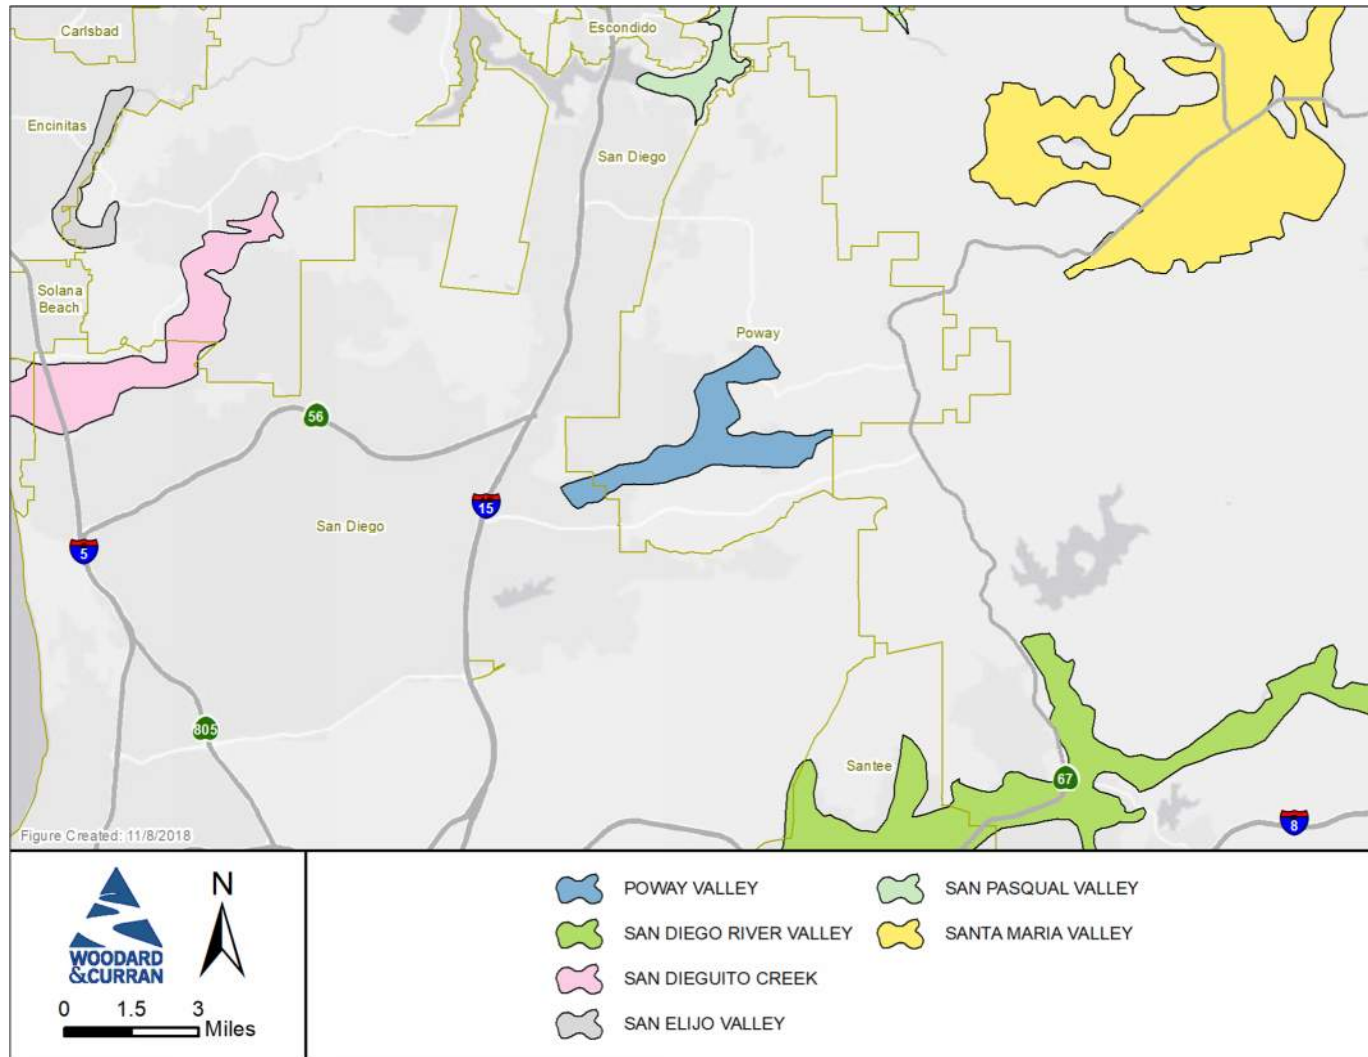 Carlsbad
Escondido
Encinitas
San Diego
Solana
Beach
Poway
56
15
San Diego
5
805
Santee
67
8
Figure Created: 11/8/2018
WOODARD
&CURRAN
N
0 1.5 3
Miles
POWAY VALLEY
SAN DIEGO RIVER VALLEY
SAN DIEGUITO CREEK
SAN ELIJO VALLEY
SAN PASQUAL VALLEY
SANTA MARIA VALLEY